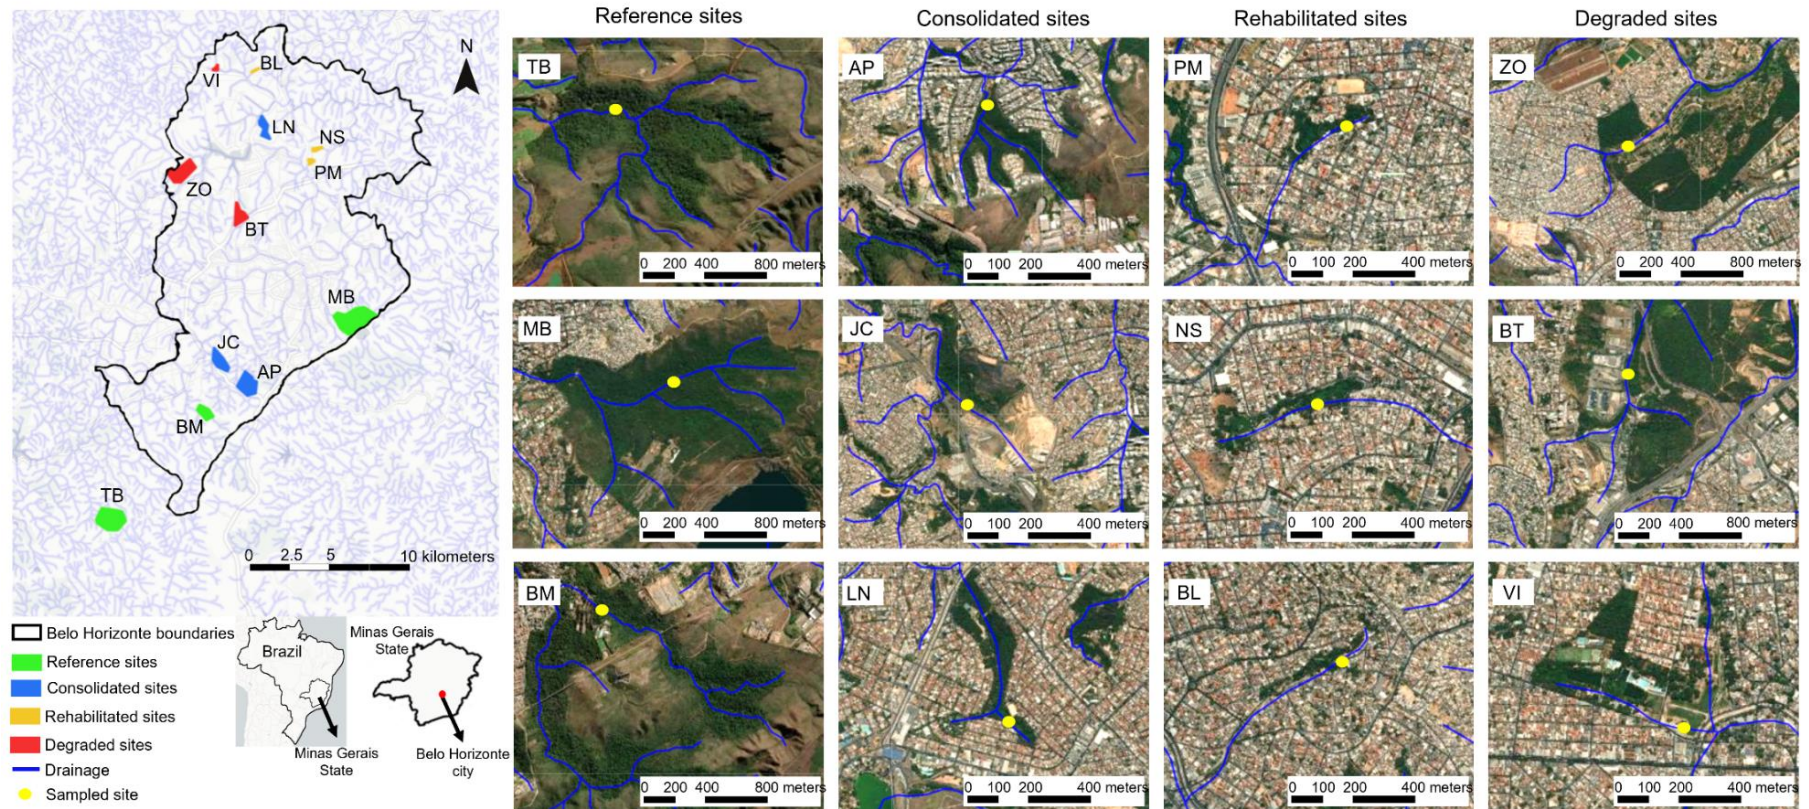 Reference sites
Consolidated sites
Rehabilitated sites
Degraded sites
N
VI
BL
LN
NS
PM
ZO
BT
MB
JC
AP
BM
TB
0 2.5 5 10 kilometers
Belo Horizonte boundaries
Reference sites
Consolidated sites
Rehabilitated sites
Degraded sites
Drainage
Sampled site
Brazil
Minas Gerais
State
Minas Gerais
State
Belo Horizonte
city
TB
0 200 400 800 meters
AP
0 100 200 400 meters
PM
0 100 200 400 meters
ZO
0 200 400 800 meters
MB
0 200 400 800 meters
JC
0 100 200 400 meters
NS
0 100 200 400 meters
BT
0 200 400 800 meters
BM
0 200 400 800 meters
LN
0 100 200 400 meters
BL
0 100 200 400 meters
VI
0 100 200 400 meters